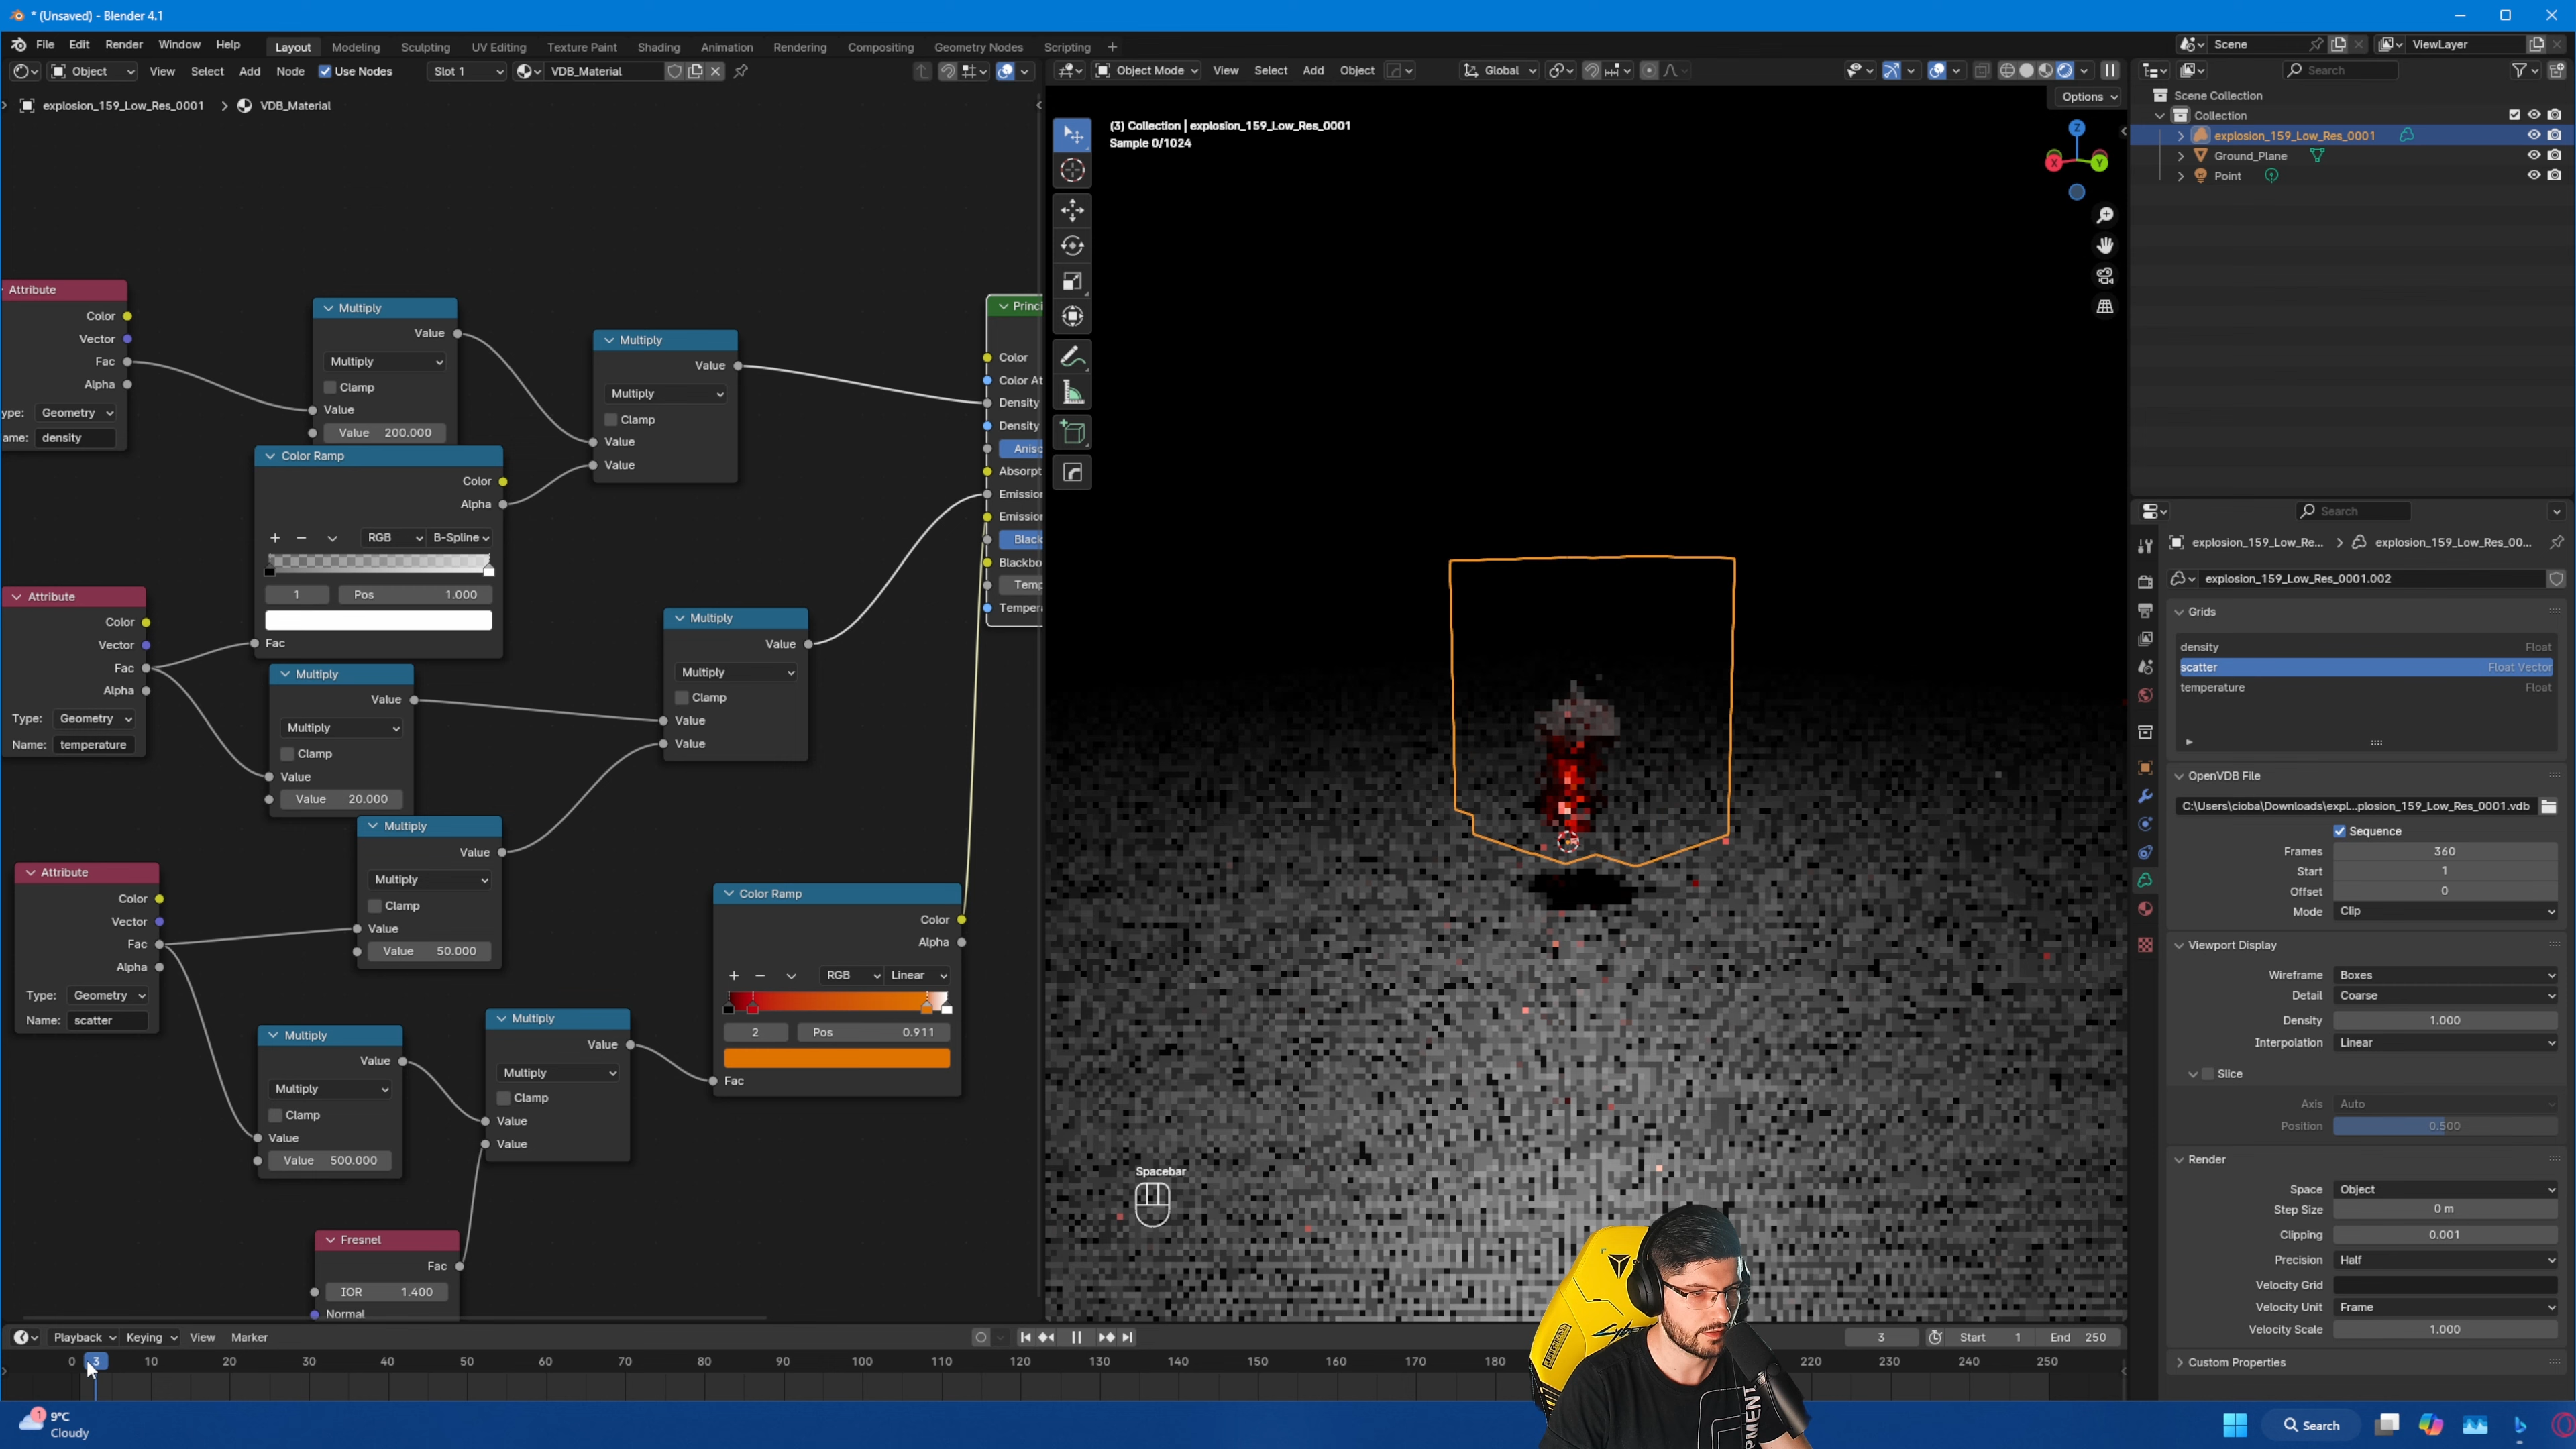 * (Unsaved) - Blender 4.1
File Edit Render Window Help Layout Modeling Sculpting UV Editing Texture Paint Shading Animation Rendering Compositing Geometry Nodes Scripting + Scene ViewLayer
Object View Select Add Node Use Nodes Slot 1 VDB_Material
Object Mode View Select Add Object Global
Search
Options
explosion_159_Low_Res_0001 > VDB_Material
(3) Collection | explosion_159_Low_Res_0001
Sample 0/1024
Z
X
Y
Scene Collection
Collection
explosion_159_Low_Res_0001
Ground_Plane
Point
Attribute
Color
Vector
Fac
Alpha
ype: Geometry
ame: density
Multiply
Value
Multiply
Clamp
Value
Value 200.000
Multiply
Value
Multiply
Clamp
Value
Value
Color Ramp
Color
Alpha
+ − RGB B-Spline
1 Pos 1.000
Fac
Princi
Color
Color At
Density
Density
Aniso
Absorpt
Emission
Emission
Black
Blackbo
Temp
Tempera
Attribute
Color
Vector
Fac
Alpha
Type: Geometry
Name: temperature
Multiply
Value
Multiply
Clamp
Value
Value 20.000
Multiply
Value
Multiply
Clamp
Value
Value
Multiply
Value
Multiply
Clamp
Value
Value 50.000
Attribute
Color
Vector
Fac
Alpha
Type: Geometry
Name: scatter
Multiply
Value
Multiply
Clamp
Value
Value 500.000
Multiply
Value
Multiply
Clamp
Value
Value
Color Ramp
Color
Alpha
+ − RGB Linear
2 Pos 0.911
Fac
Fresnel
Fac
IOR 1.400
Normal
Spacebar
Search
explosion_159_Low_Re... > explosion_159_Low_Res_00...
explosion_159_Low_Res_0001.002
Grids
density Float
scatter Float Vector
temperature Float
OpenVDB File
C:\Users\cioba\Downloads\expl...plosion_159_Low_Res_0001.vdb
Sequence
Frames 360
Start 1
Offset 0
Mode Clip
Viewport Display
Wireframe Boxes
Detail Coarse
Density 1.000
Interpolation Linear
Slice
Axis Auto
Position 0.500
Render
Space Object
Step Size 0 m
Clipping 0.001
Precision Half
Velocity Grid
Velocity Unit Frame
Velocity Scale 1.000
Custom Properties
Playback Keying View Marker 3 Start 1 End 250
0 3 10 20 30 40 50 60 70 80 90 100 110 120 130 140 150 160 170 180 220 230 240 250
1
9°C
Cloudy
Search